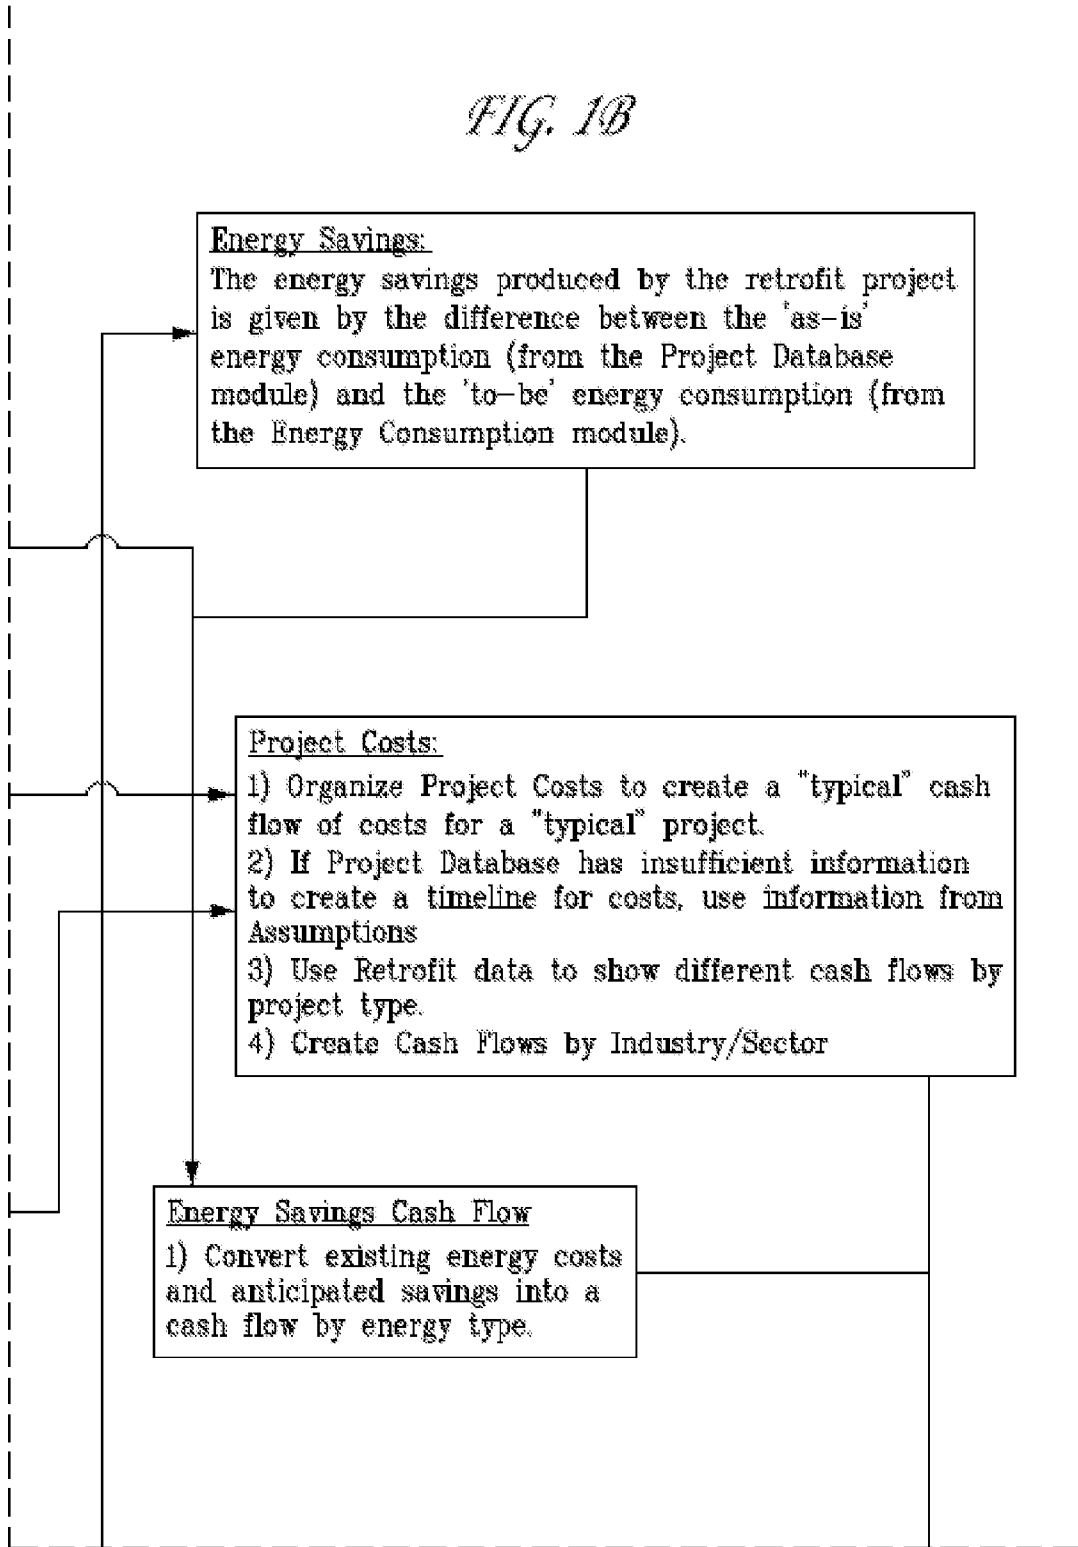 FIG. 1B
Energy Savings:
The energy savings produced by the retrofit project
is given by the difference between the 'as-is'
energy consumption (from the Project Database
module) and the 'to-be' energy consumption (from
the Energy Consumption module).
Project Costs:
1) Organize Project Costs to create a "typical" cash
flow of costs for a "typical" project.
2) If Project Database has insufficient information
to create a timeline for costs, use information from
Assumptions
3) Use Retrofit data to show different cash flows by
project type.
4) Create Cash Flows by Industry/Sector
Energy Savings Cash Flow
1) Convert existing energy costs
and anticipated savings into a
cash flow by energy type.